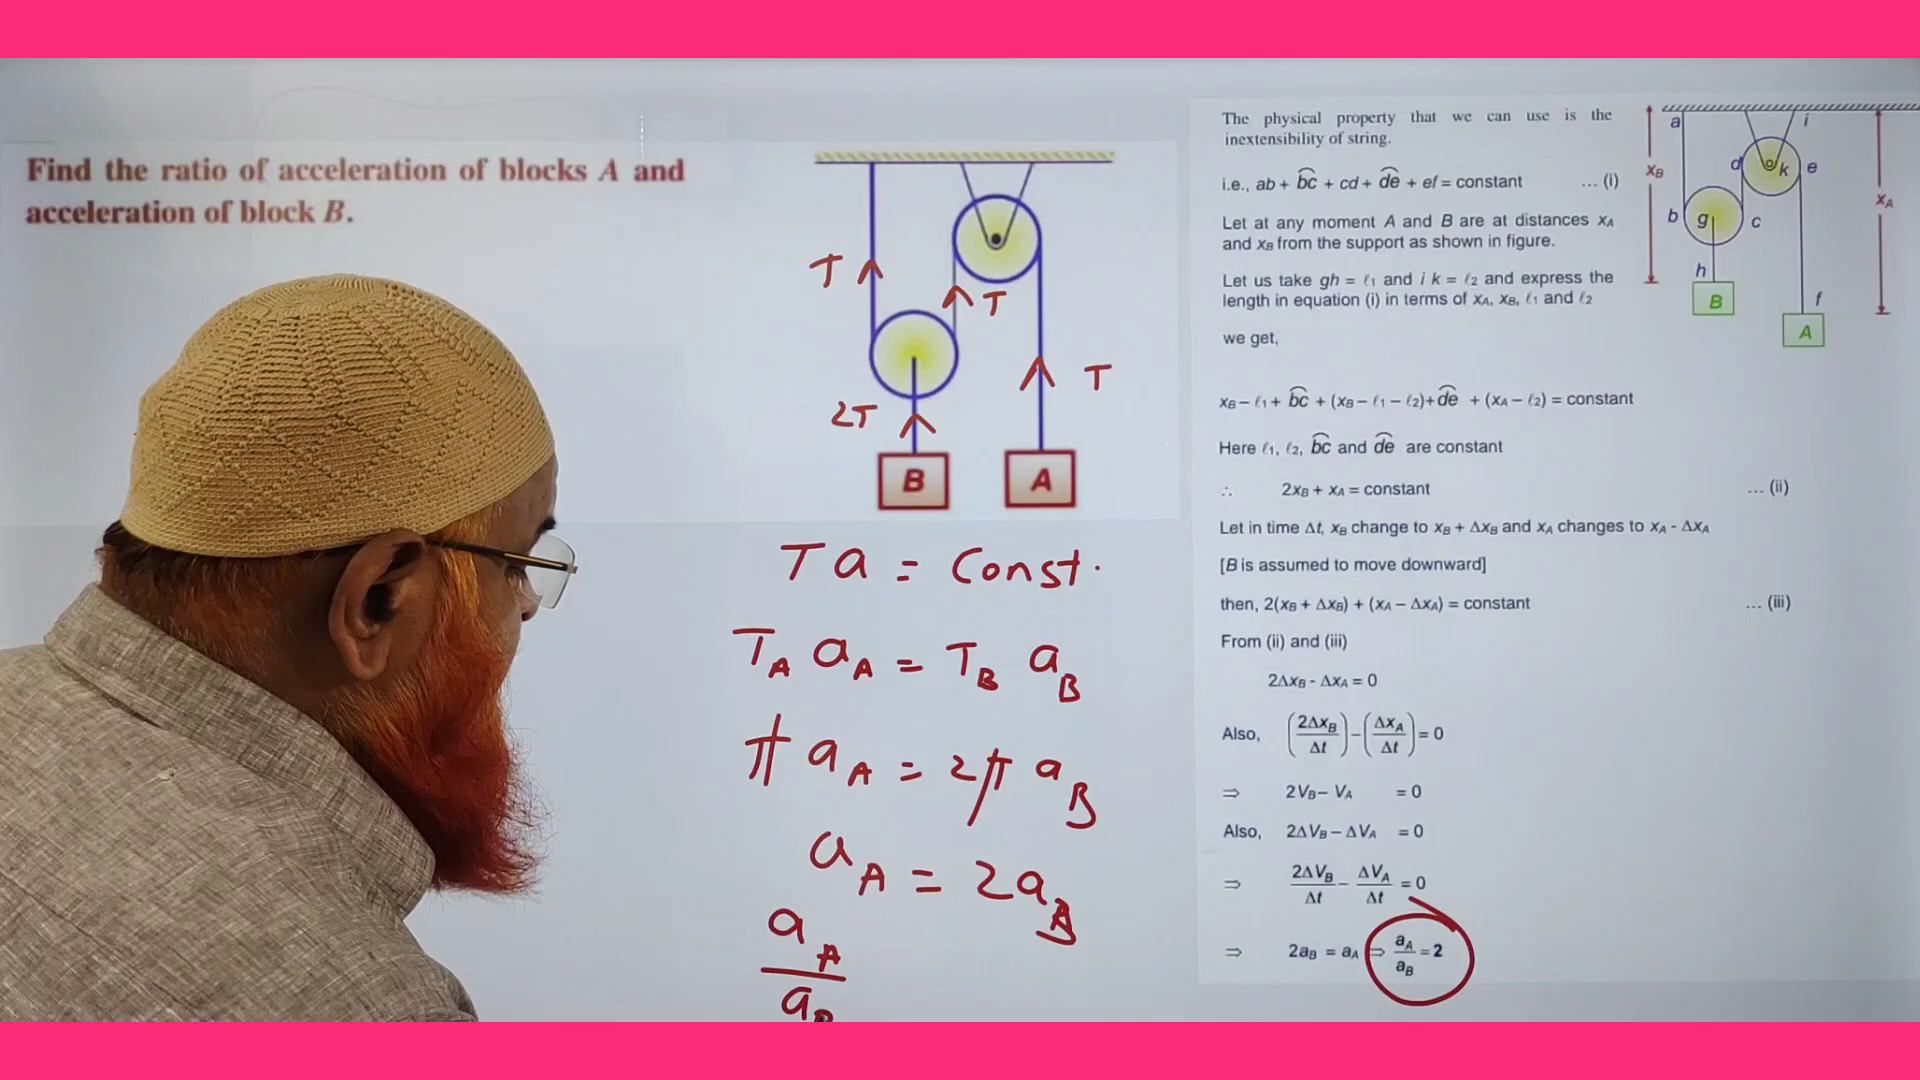 Find the ratio of acceleration of blocks A and
acceleration of block B.
T
T
T
2T
B
A
T a = Const.
T_A a_A = T_B a_B
T a_A = 2T a_B
a_A = 2a_B
a_A
a_B
The physical property that we can use is the
inextensibility of string.
i.e., ab + b͡c + cd + d͡e + ef = constant ... (i)
Let at any moment A and B are at distances x_A
and x_B from the support as shown in figure.
Let us take gh = ℓ₁ and i k = ℓ₂ and express the
length in equation (i) in terms of x_A, x_B, ℓ₁ and ℓ₂
we get,
x_B – ℓ₁ + b͡c + (x_B – ℓ₁ – ℓ₂) + d͡e + (x_A – ℓ₂) = constant
Here ℓ₁, ℓ₂, b͡c and d͡e are constant
∴ 2x_B + x_A = constant ... (ii)
Let in time Δt, x_B change to x_B + Δx_B and x_A changes to x_A - Δx_A
[B is assumed to move downward]
then, 2(x_B + Δx_B) + (x_A – Δx_A) = constant ... (iii)
From (ii) and (iii)
2Δx_B - Δx_A = 0
Also, (2Δx_B/Δt) – (Δx_A/Δt) = 0
⇒ 2V_B – V_A = 0
Also, 2ΔV_B – ΔV_A = 0
⇒ 2ΔV_B/Δt – ΔV_A/Δt = 0
⇒ 2a_B = a_A ⇒ a_A/a_B = 2
a
i
x_B
d
k
e
x_A
b
g
c
h
B
f
A